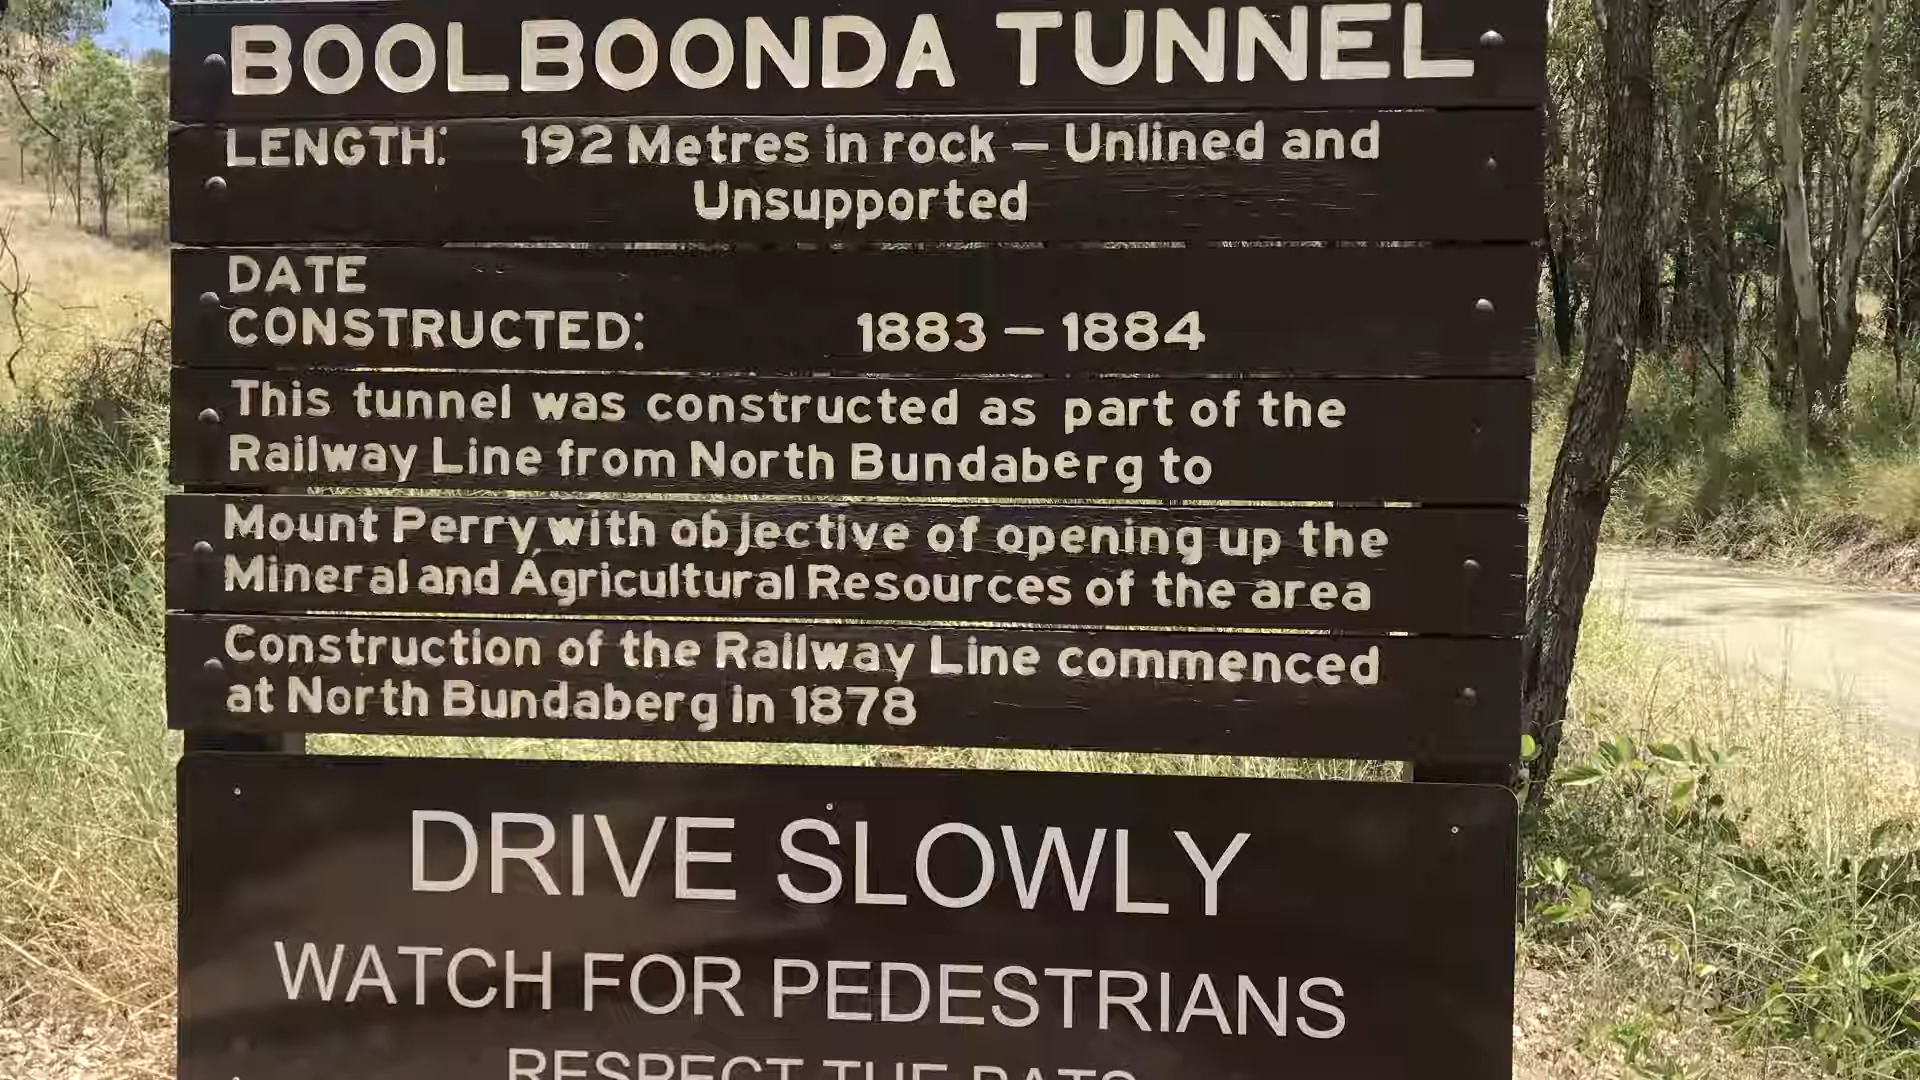 BOOLBOONDA TUNNEL
LENGTH: 192 Metres in rock – Unlined and
Unsupported
DATE
CONSTRUCTED: 1883 – 1884
This tunnel was constructed as part of the
Railway Line from North Bundaberg to
Mount Perry with objective of opening up the
Mineral and Agricultural Resources of the area
Construction of the Railway Line commenced
at North Bundaberg in 1878
DRIVE SLOWLY
WATCH FOR PEDESTRIANS
RESPECT THE BATS